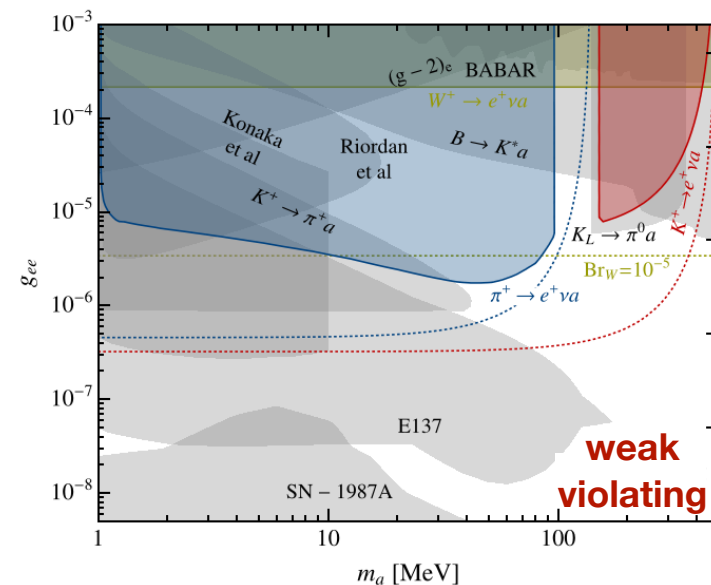 10⁻³
10⁻⁴
10⁻⁵
10⁻⁶
10⁻⁷
10⁻⁸
g_ee
(g − 2)e BABAR
W⁺ → e⁺νa
Konaka
et al
Riordan
et al
B → K*a
K⁺ → π⁺a
K_L → π⁰a
K⁺ → e⁺νa
Br_W=10⁻⁵
π⁺ → e⁺νa
E137
SN − 1987A
weak
violating
1
10
100
m_a [MeV]